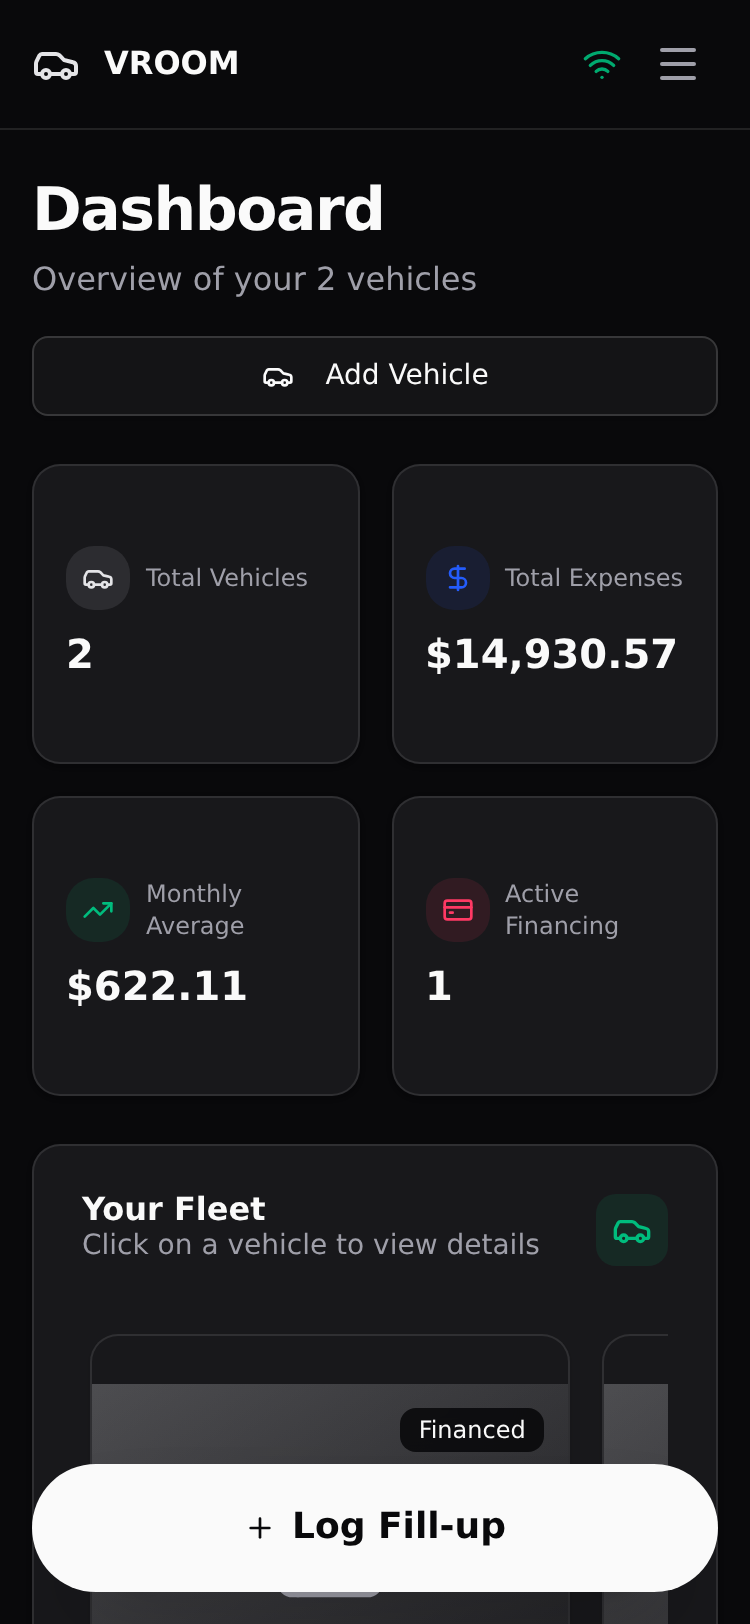 VROOM
Dashboard
Overview of your 2 vehicles
Add Vehicle
Total Vehicles
2
Total Expenses
$14,930.57
Monthly
Average
$622.11
Active
Financing
1
Your Fleet
Click on a vehicle to view details
Financed
+ Log Fill-up